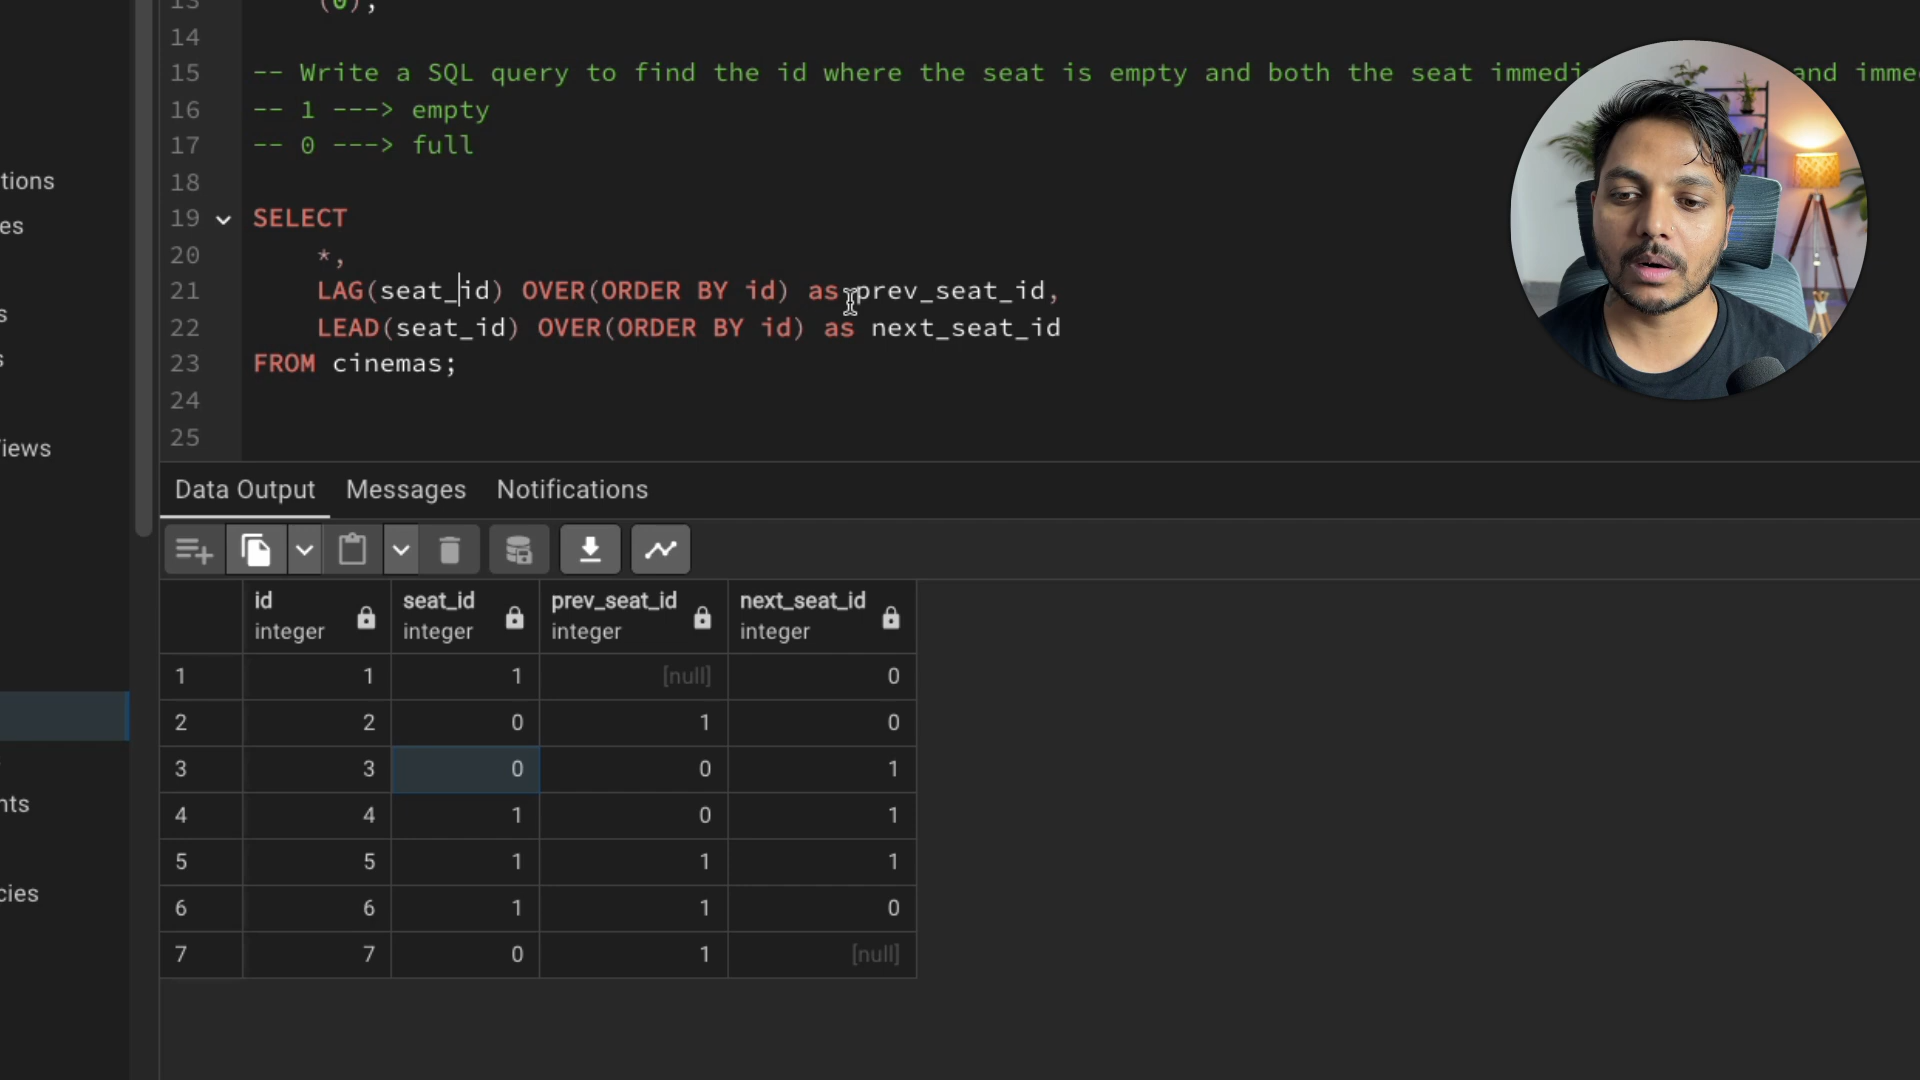 13 (0);
14
15 -- Write a SQL query to find the id where the seat is empty and both the seat and
16 -- 1 ---> empty
17 -- 0 ---> full
tions
18
19 SELECT
es
20 *,
21 LAG(seat_id) OVER(ORDER BY id) as prev_seat_id,
s
22 LEAD(seat_id) OVER(ORDER BY id) as next_seat_id
s
23 FROM cinemas;
24
25
iews
Data Output Messages Notifications
id seat_id prev_seat_id next_seat_id
integer integer integer integer
1 1 1 [null] 0
2 2 0 1 0
3 3 0 0 1
nts
4 4 1 0 1
5 5 1 1 1
cies
6 6 1 1 0
7 7 0 1 [null]